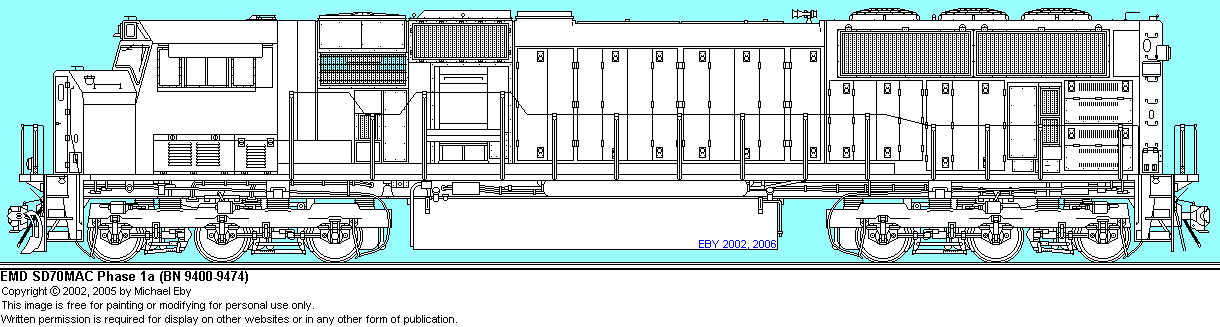 EBY 2002, 2006
EMD SD70MAC Phase 1a (BN 9400-9474)
Copyright © 2002, 2005 by Michael Eby
This image is free for painting or modifying for personal use only.
Written permission is required for display on other websites or in any other form of publication.